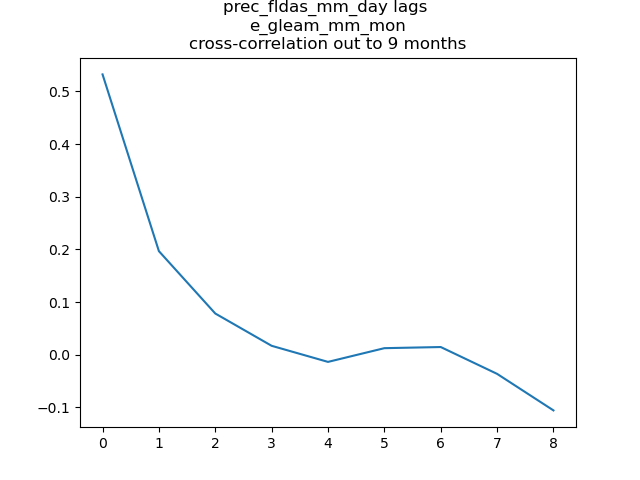 prec_fldas_mm_day lags
e_gleam_mm_mon
cross-correlation out to 9 months
0.5
0.4
0.3
0.2
0.1
0.0
−0.1
0 1 2 3 4 5 6 7 8